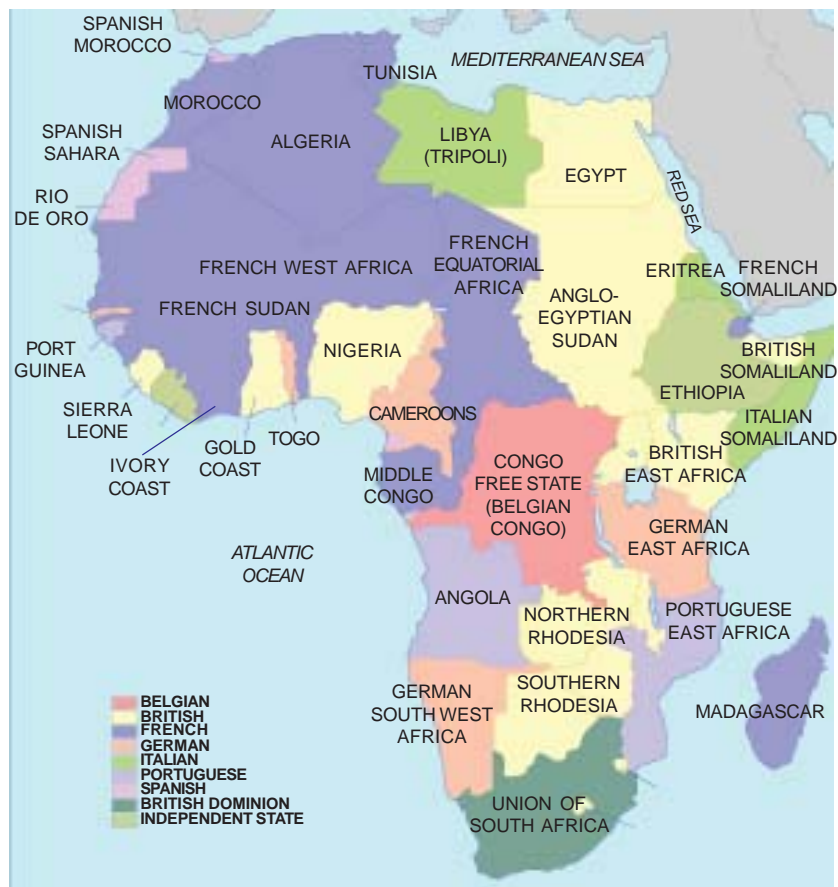 SPANISH
MOROCCO
MEDITERRANEAN SEA
TUNISIA
MOROCCO
ALGERIA
LIBYA
(TRIPOLI)
SPANISH
SAHARA
EGYPT
RED SEA
RIO
DE ORO
FRENCH WEST AFRICA
FRENCH
EQUATORIAL
AFRICA
ERITREA
FRENCH
SOMALILAND
FRENCH SUDAN
ANGLO-
EGYPTIAN
SUDAN
PORT
GUINEA
NIGERIA
BRITISH
SOMALILAND
ETHIOPIA
SIERRA
LEONE
CAMEROONS
ITALIAN
SOMALILAND
IVORY
COAST
GOLD
COAST
TOGO
MIDDLE
CONGO
CONGO
FREE STATE
(BELGIAN
CONGO)
BRITISH
EAST AFRICA
GERMAN
EAST AFRICA
ATLANTIC
OCEAN
ANGOLA
NORTHERN
RHODESIA
PORTUGUESE
EAST AFRICA
GERMAN
SOUTH WEST
AFRICA
SOUTHERN
RHODESIA
MADAGASCAR
UNION OF
SOUTH AFRICA
BELGIAN
BRITISH
FRENCH
GERMAN
ITALIAN
PORTUGUESE
SPANISH
BRITISH DOMINION
INDEPENDENT STATE